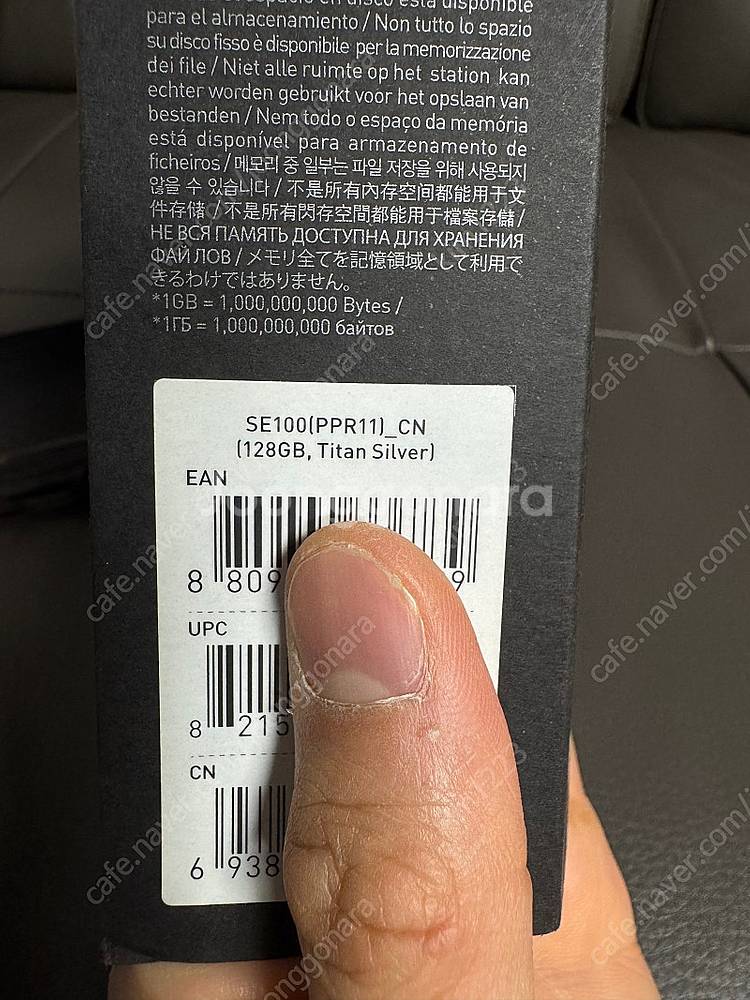 para el almacenamiento / Non tutto lo spazio
su disco fisso è disponibile per la memorizzazione
dei file / Niet alle ruimte op het station kan
echter worden gebruikt voor het opslaan van
bestanden / Nem todo o espaço da memória
está disponível para armazenamento de
ficheiros / 메모리 중 일부는 파일 저장을 위해 사용되지
않을 수 있습니다 / 不是所有內存空间都能用于文
件存储 / 不是所有閃存空間都能用于檔案存儲 /
НЕ ВСЯ ПАМЯТЬ ДОСТУПНА ДЛЯ ХРАНЕНИЯ
ФАЙ ЛОВ / メモリ全てを記憶領域として利用で
きるわけではありません。
*1GB = 1,000,000,000 Bytes /
*1ГБ = 1,000,000,000 байтов
SE100(PPR11)_CN
(128GB, Titan Silver)
EAN
8 809 9
UPC
8 215
CN
6 938
cafe.naver.com